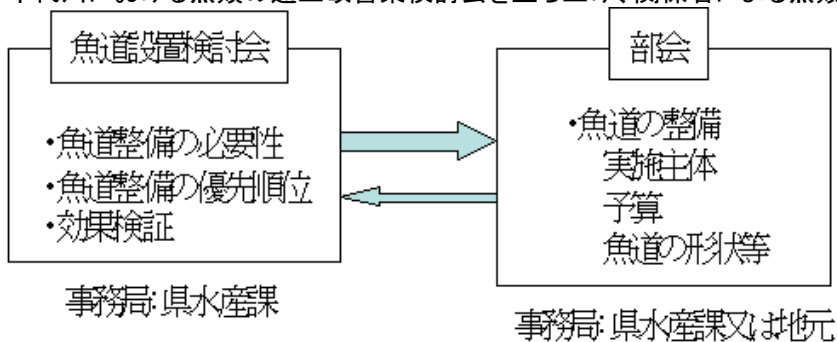 魚道設置検討会
・魚道整備の必要性
・魚道整備の優先順位
・効果検証
事務局:県水産課
部会
・魚道の整備
実施主体
予算
魚道の形状等
事務局:県水産課又は地元